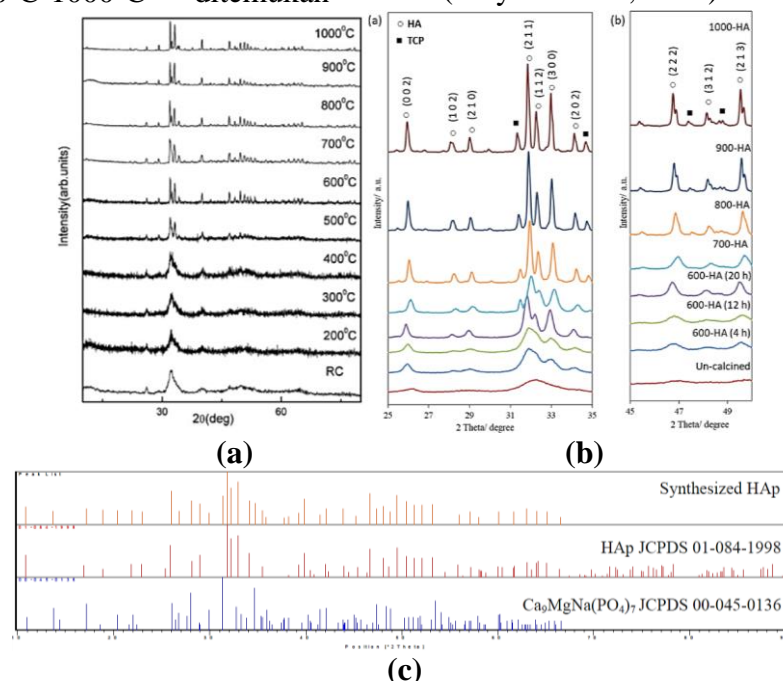 1000°C
900°C
800°C
700°C
600°C
500°C
400°C
300°C
200°C
RC
Intensity(arb.units)
30
60
2θ(deg)
(a)
(a)
○ HA
■ TCP
(0 0 2)
(1 0 2)
(2 1 0)
(2 1 1)
(1 1 2)
(3 0 0)
(2 0 2)
Intensity/ a.u.
25
27
29
31
33
35
2 Theta/ degree
(b)
(2 2 2)
(3 1 2)
(2 1 3)
1000-HA
900-HA
800-HA
700-HA
600-HA (20 h)
600-HA (12 h)
600-HA (4 h)
Un-calcined
Intensity/ a.u.
45
47
49
2 Theta/ degree
(b)
Peak List
Synthesized HAp
HAp JCPDS 01-084-1998
Ca₉MgNa(PO₄)₇ JCPDS 00-045-0136
Position (°2Theta)
(c)